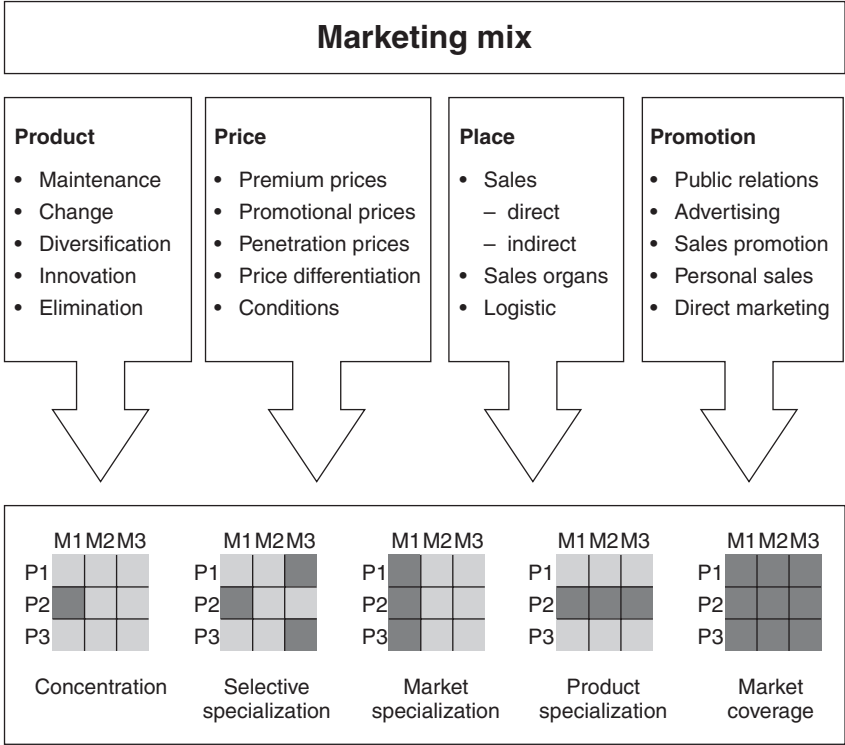 Marketing mix
Product
• Maintenance
• Change
• Diversification
• Innovation
• Elimination
Price
• Premium prices
• Promotional prices
• Penetration prices
• Price differentiation
• Conditions
Place
• Sales
– direct
– indirect
• Sales organs
• Logistic
Promotion
• Public relations
• Advertising
• Sales promotion
• Personal sales
• Direct marketing
M1 M2 M3
P1
P2
P3
Concentration
M1 M2 M3
P1
P2
P3
Selective
specialization
M1 M2 M3
P1
P2
P3
Market
specialization
M1 M2 M3
P1
P2
P3
Product
specialization
M1 M2 M3
P1
P2
P3
Market
coverage